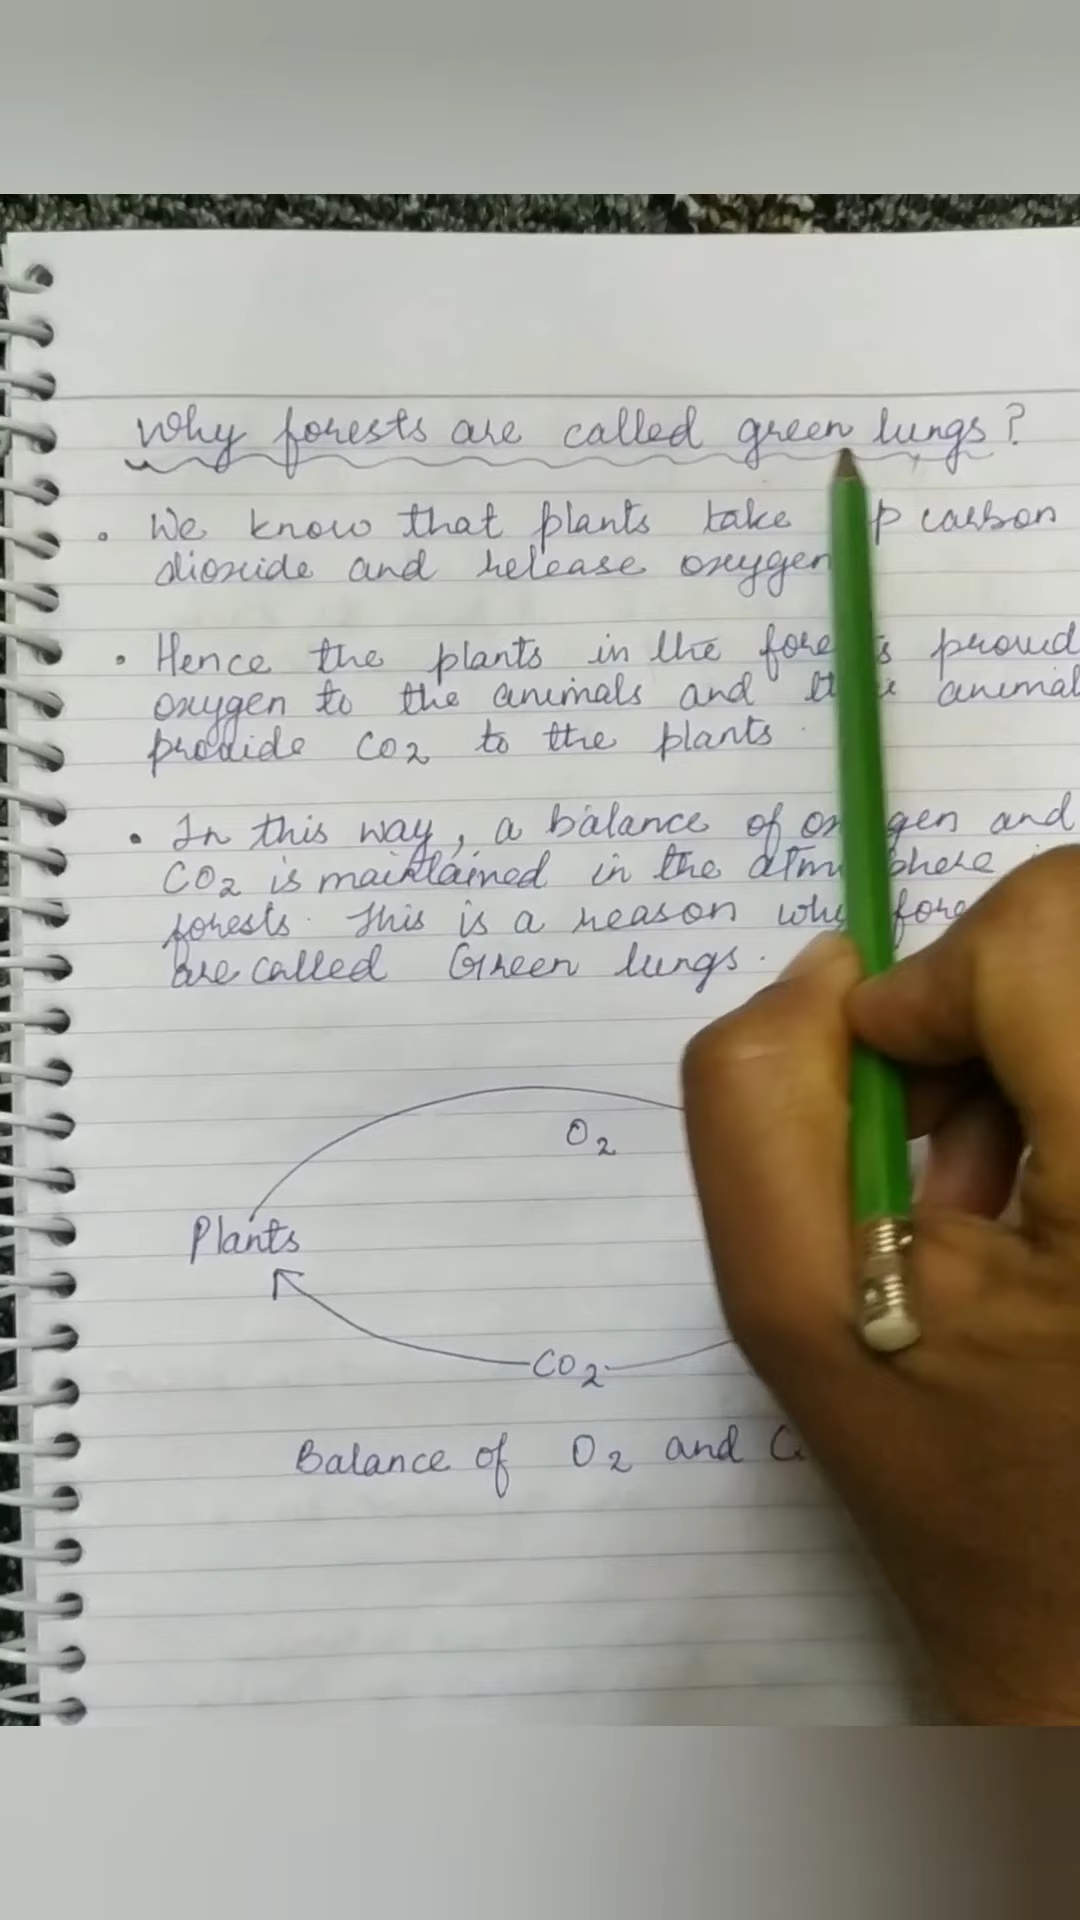 Why forests are called green lungs?
. We know that plants take p carbon
dioxide and release oxygen
. Hence the plants in the fore s provid
oxygen to the animals and animal
provide CO2 to the plants.
. In this way, a balance of ox gen and
CO2 is maintained in the atm phere
forests. This is a reason why fore
are called Green lungs.
O2
Plants
CO2
Balance of O2 and C